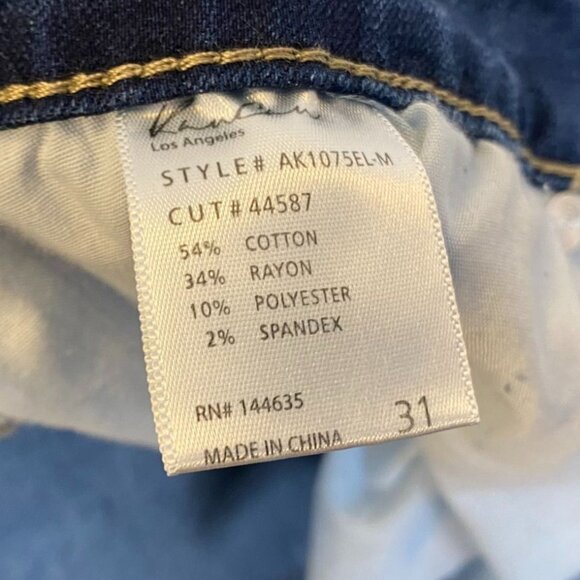 KanCan
Los Angeles
STYLE# AK1075EL-M
CUT# 44587
54% COTTON
34% RAYON
10% POLYESTER
2% SPANDEX
RN# 144635
31
MADE IN CHINA